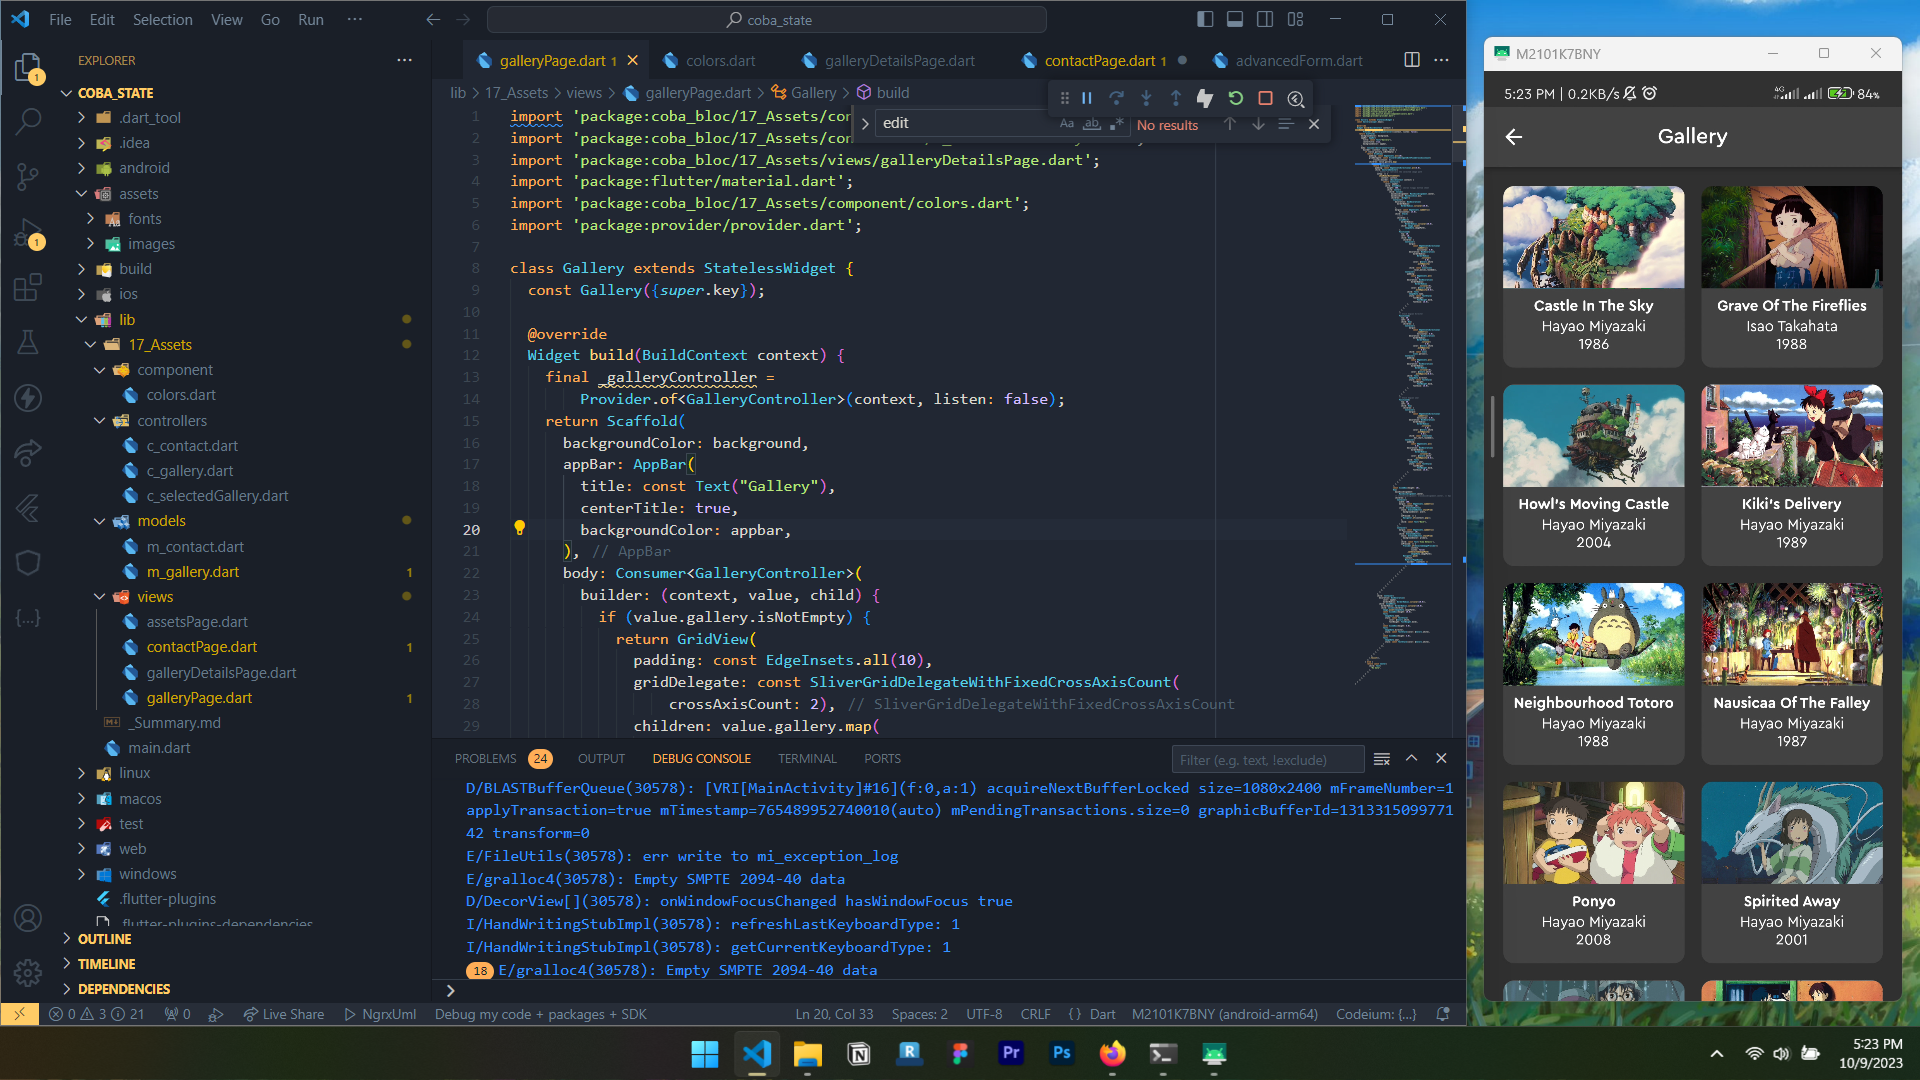 File Edit Selection View Go Run ···
coba_state
EXPLORER
COBA_STATE
.dart_tool
.idea
android
assets
fonts
images
build
ios
lib
17_Assets
component
colors.dart
controllers
c_contact.dart
c_gallery.dart
c_selectedGallery.dart
models
m_contact.dart
m_gallery.dart 1
views
assetsPage.dart
contactPage.dart 1
galleryDetailsPage.dart
galleryPage.dart 1
_Summary.md
main.dart
linux
macos
test
web
windows
.flutter-plugins
.flutter-plugins-dependencies
OUTLINE
TIMELINE
DEPENDENCIES
galleryPage.dart 1
colors.dart
galleryDetailsPage.dart
contactPage.dart 1
advancedForm.dart
lib > 17_Assets > views > galleryPage.dart > Gallery > build
edit
Aa ab .*
No results
1 import 'package:coba_bloc/17_Assets/con
2 import 'package:coba_bloc/17_Assets/con
3 import 'package:coba_bloc/17_Assets/views/galleryDetailsPage.dart';
4 import 'package:flutter/material.dart';
5 import 'package:coba_bloc/17_Assets/component/colors.dart';
6 import 'package:provider/provider.dart';
7
8 class Gallery extends StatelessWidget {
9 const Gallery({super.key});
10
11 @override
12 Widget build(BuildContext context) {
13 final _galleryController =
14 Provider.of<GalleryController>(context, listen: false);
15 return Scaffold(
16 backgroundColor: background,
17 appBar: AppBar(
18 title: const Text("Gallery"),
19 centerTitle: true,
20 backgroundColor: appbar,
21 ), // AppBar
22 body: Consumer<GalleryController>(
23 builder: (context, value, child) {
24 if (value.gallery.isNotEmpty) {
25 return GridView(
26 padding: const EdgeInsets.all(10),
27 gridDelegate: const SliverGridDelegateWithFixedCrossAxisCount(
28 crossAxisCount: 2), // SliverGridDelegateWithFixedCrossAxisCount
29 children: value.gallery.map(
PROBLEMS 24 OUTPUT DEBUG CONSOLE TERMINAL PORTS
Filter (e.g. text, !exclude)
D/BLASTBufferQueue(30578): [VRI[MainActivity]#16](f:0,a:1) acquireNextBufferLocked size=1080x2400 mFrameNumber=1
applyTransaction=true mTimestamp=765489952740010(auto) mPendingTransactions.size=0 graphicBufferId=1313315099771
42 transform=0
E/FileUtils(30578): err write to mi_exception_log
E/gralloc4(30578): Empty SMPTE 2094-40 data
D/DecorView[](30578): onWindowFocusChanged hasWindowFocus true
I/HandWritingStubImpl(30578): refreshLastKeyboardType: 1
I/HandWritingStubImpl(30578): getCurrentKeyboardType: 1
18 E/gralloc4(30578): Empty SMPTE 2094-40 data
0 3 21 0 Live Share NgrxUml Debug my code + packages + SDK
Ln 20, Col 33 Spaces: 2 UTF-8 CRLF {} Dart M2101K7BNY (android-arm64) Codeium: {...}
M2101K7BNY
5:23 PM | 0.2KB/s
4G 84%
Gallery
Castle In The Sky
Hayao Miyazaki
1986
Grave Of The Fireflies
Isao Takahata
1988
Howl's Moving Castle
Hayao Miyazaki
2004
Kiki's Delivery
Hayao Miyazaki
1989
Neighbourhood Totoro
Hayao Miyazaki
1988
Nausicaa Of The Falley
Hayao Miyazaki
1987
Ponyo
Hayao Miyazaki
2008
Spirited Away
Hayao Miyazaki
2001
N R Pr Ps
5:23 PM
10/9/2023